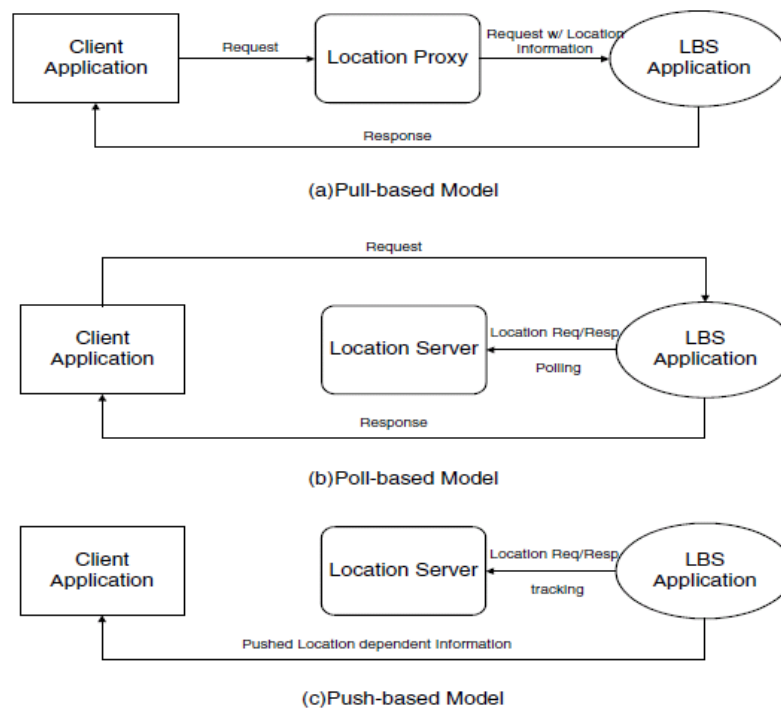 Client
Application
Request
Location Proxy
Request w/ Location
Information
LBS
Application
Response
(a)Pull-based Model
Request
Client
Application
Location Server
Location Req/Resp
Polling
LBS
Application
Response
(b)Poll-based Model
Client
Application
Location Server
Location Req/Resp
tracking
LBS
Application
Pushed Location dependent Information
(c)Push-based Model